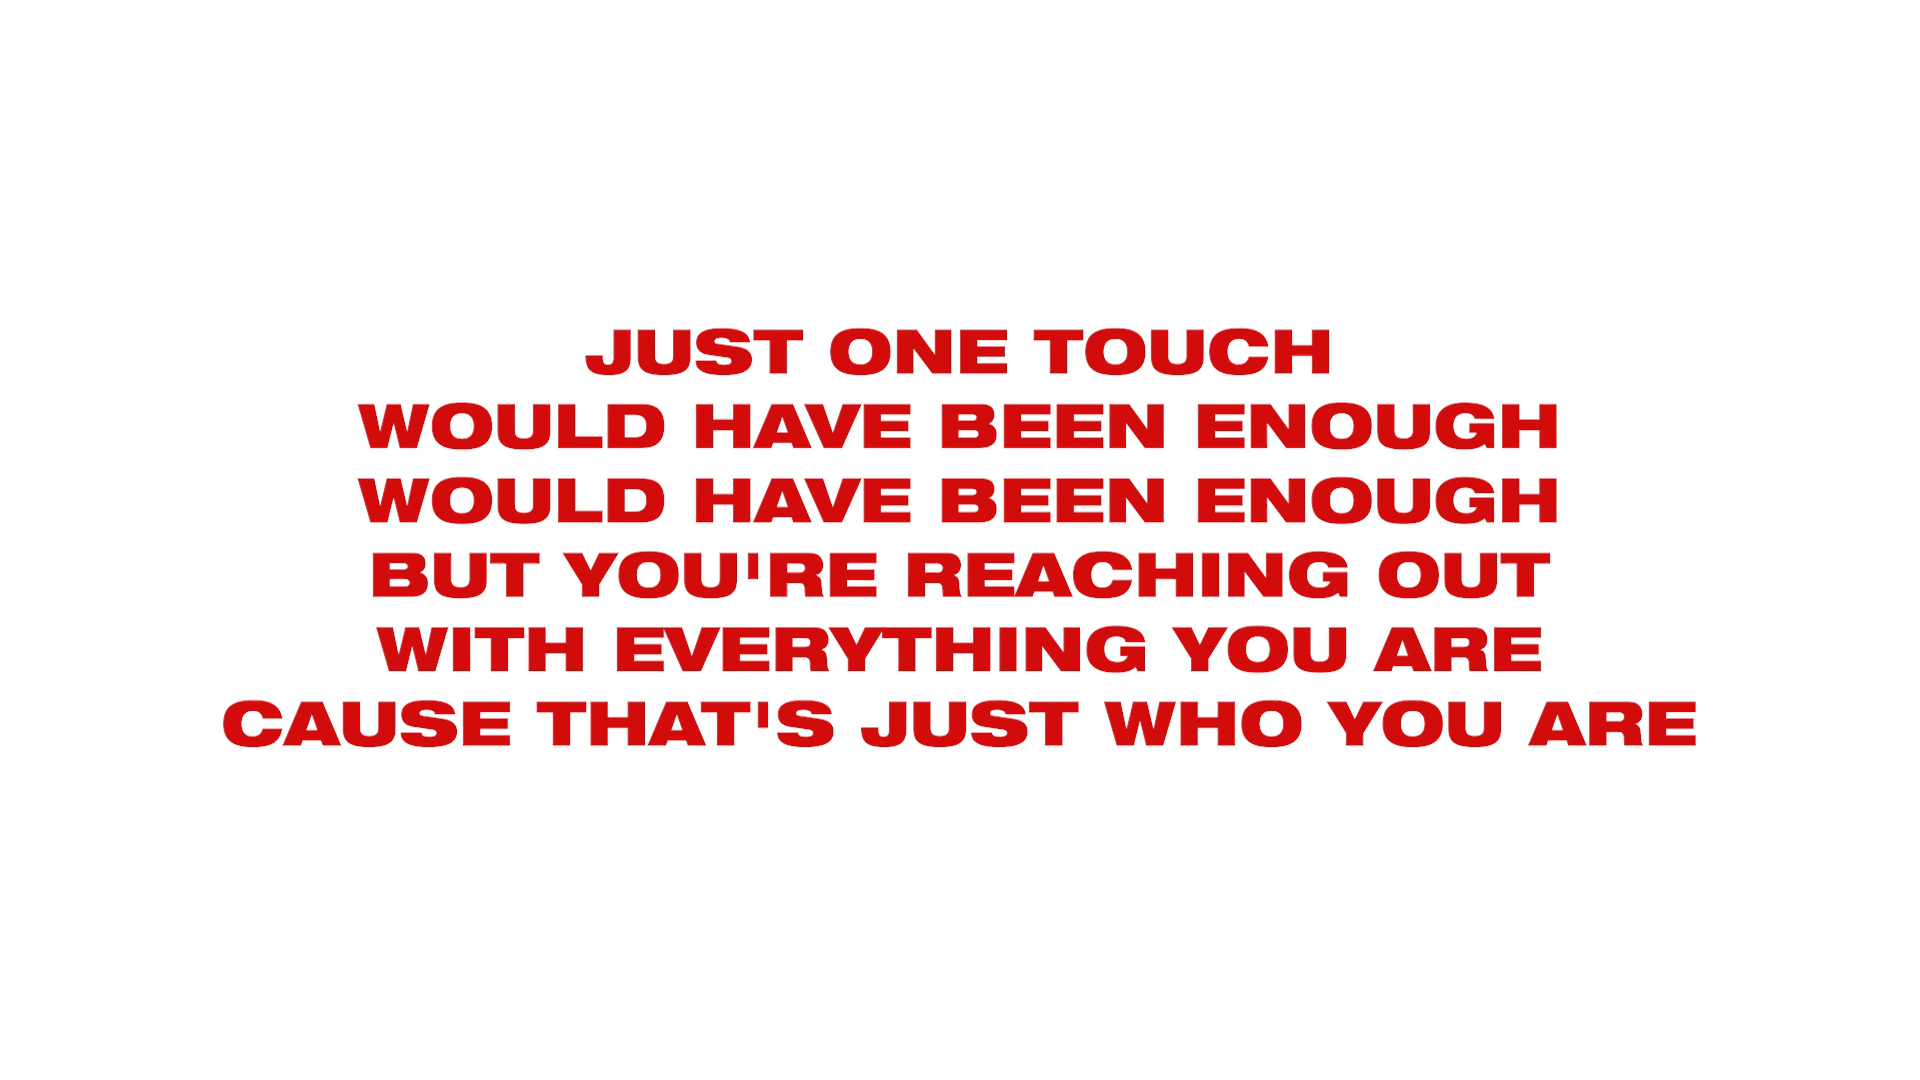 JUST ONE TOUCH
WOULD HAVE BEEN ENOUGH
WOULD HAVE BEEN ENOUGH
BUT YOU'RE REACHING OUT
WITH EVERYTHING YOU ARE
CAUSE THAT'S JUST WHO YOU ARE